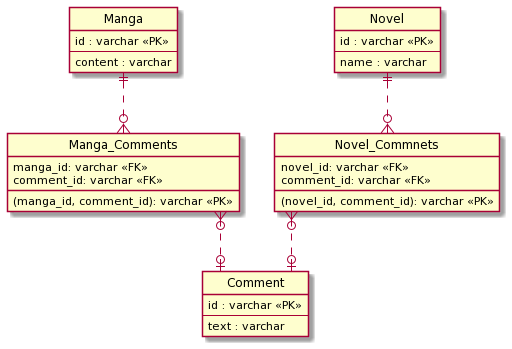 Manga
id : varchar «PK»
content : varchar
Novel
id : varchar «PK»
name : varchar
Manga_Comments
manga_id: varchar «FK»
comment_id: varchar «FK»
(manga_id, comment_id): varchar «PK»
Novel_Commnets
novel_id: varchar «FK»
comment_id: varchar «FK»
(novel_id, comment_id): varchar «PK»
Comment
id : varchar «PK»
text : varchar